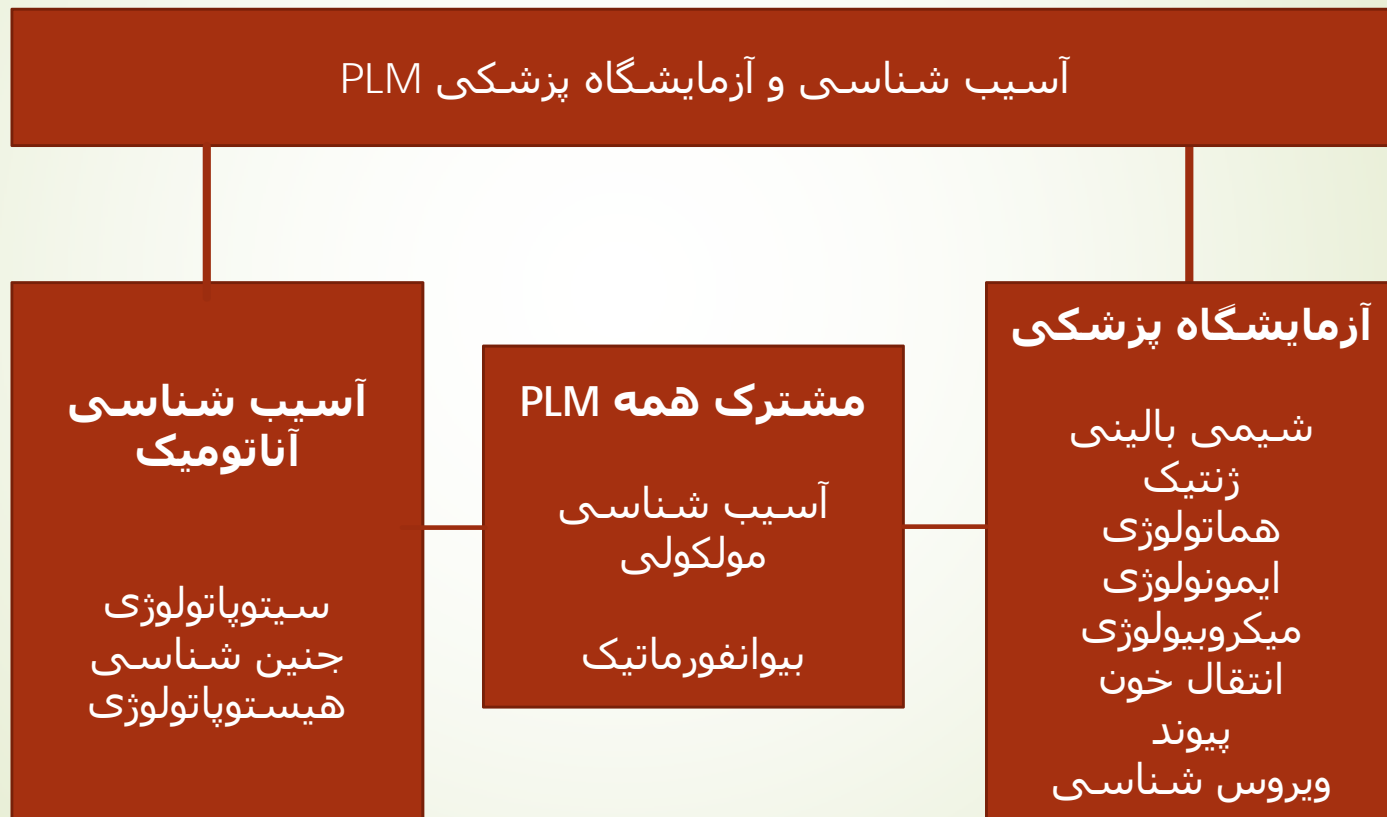 آسیب شناسی و آزمایشگاه پزشکی PLM
آزمایشگاه پزشکی
شیمی بالینی
ژنتیک
هماتولوژی
ایمونولوژی
میکروبیولوژی
انتقال خون
پیوند
ویروس شناسی
مشترک همه PLM
آسیب شناسی
مولکولی
بیوانفورماتیک
آسیب شناسی
آناتومیک
سیتوپاتولوژی
جنین شناسی
هیستوپاتولوژی